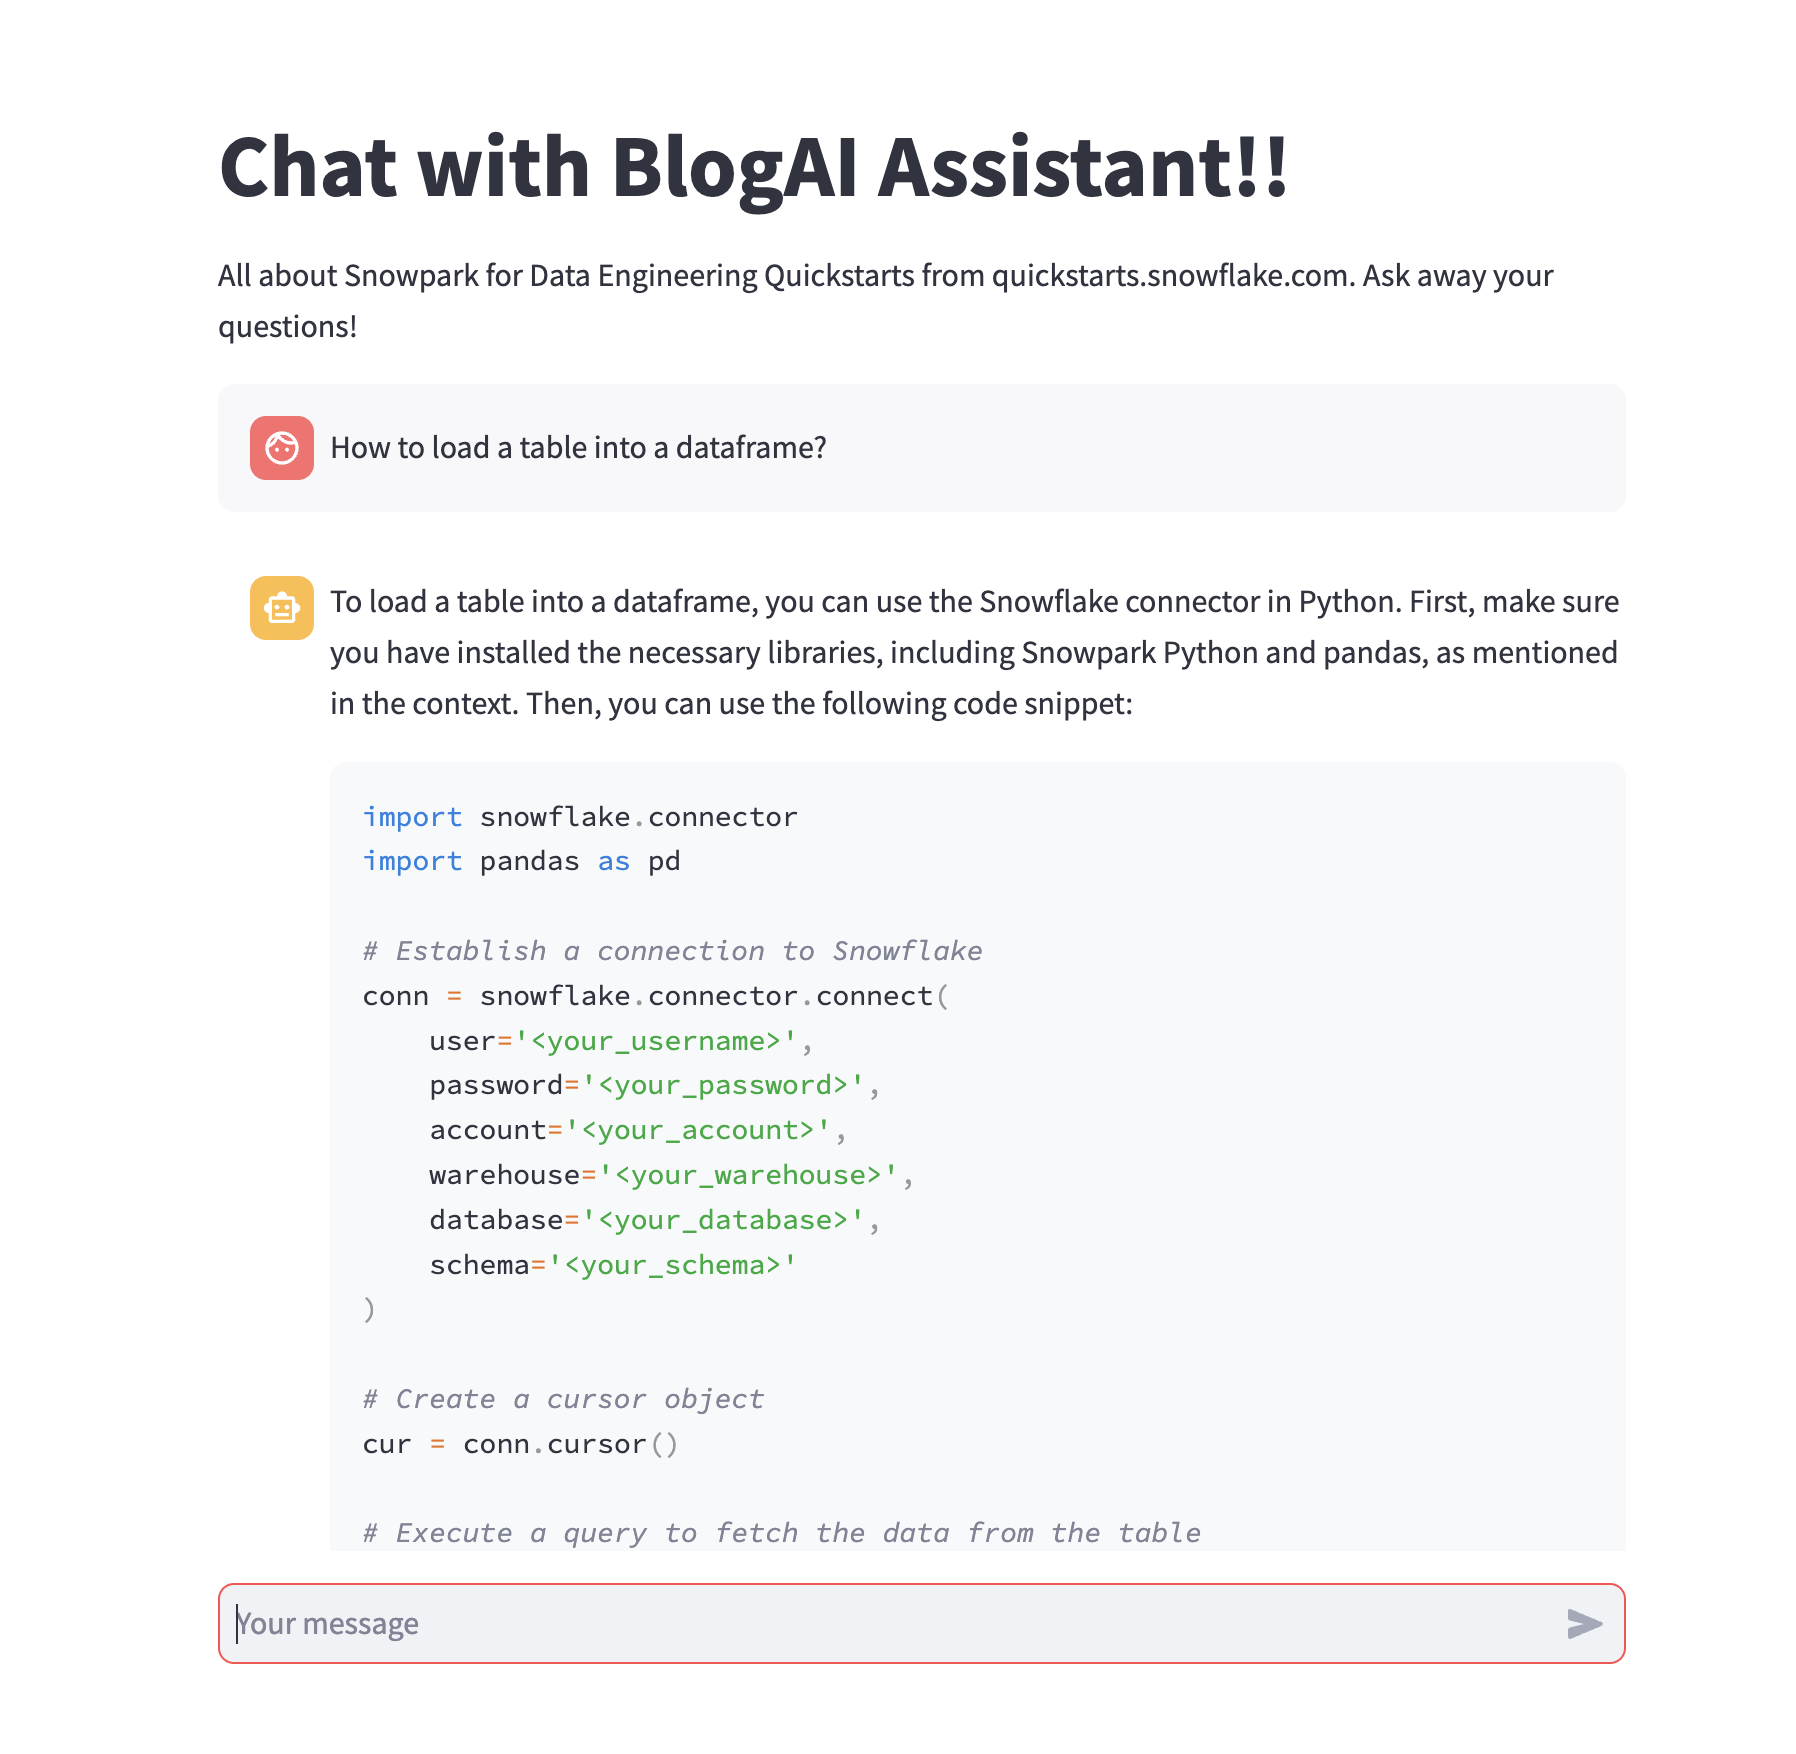 Chat with BlogAI Assistant!!
All about Snowpark for Data Engineering Quickstarts from quickstarts.snowflake.com. Ask away your
questions!
How to load a table into a dataframe?
To load a table into a dataframe, you can use the Snowflake connector in Python. First, make sure
you have installed the necessary libraries, including Snowpark Python and pandas, as mentioned
in the context. Then, you can use the following code snippet:
import snowflake.connector
import pandas as pd
# Establish a connection to Snowflake
conn = snowflake.connector.connect(
    user='<your_username>',
    password='<your_password>',
    account='<your_account>',
    warehouse='<your_warehouse>',
    database='<your_database>',
    schema='<your_schema>'
)
# Create a cursor object
cur = conn.cursor()
# Execute a query to fetch the data from the table
Your message